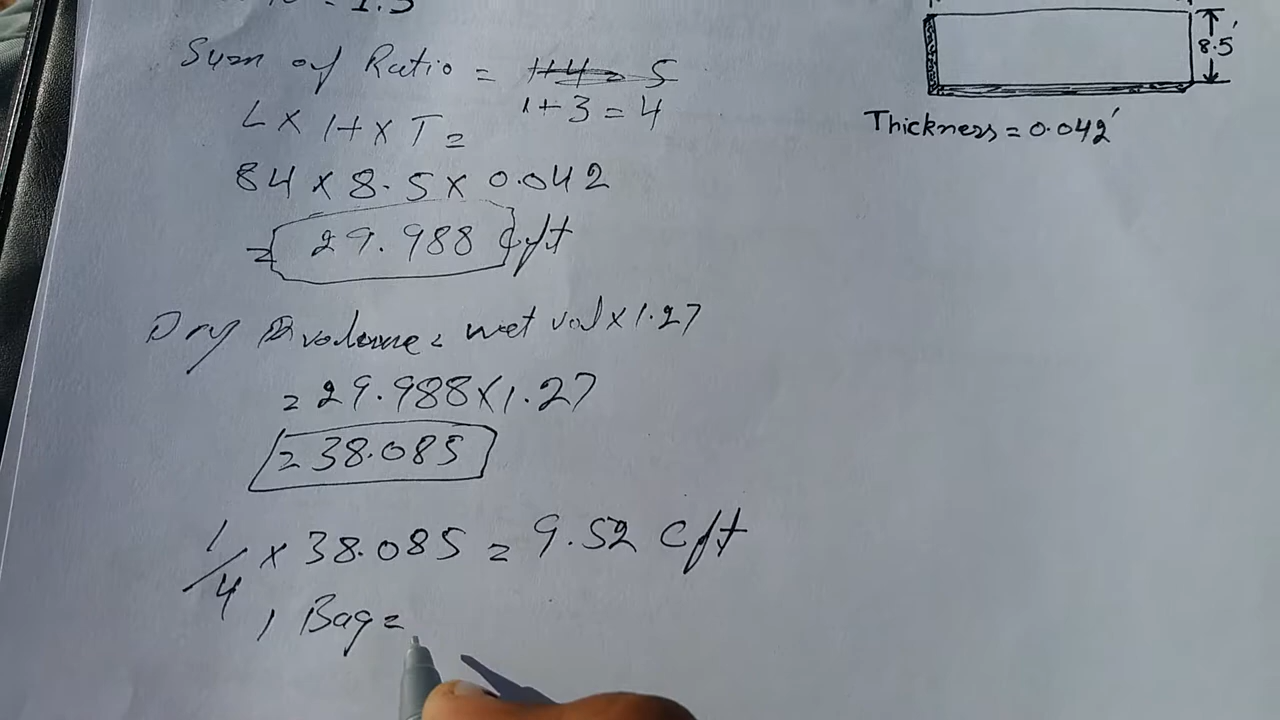 = 1:3
Sum of Ratio = 1+4=5
1+3=4
L x H x T =
84 x 8.5 x 0.042
= 29.988 Cft
Dry volume = wet vol x 1.27
= 29.988 x 1.27
= 38.085
1/4 x 38.085 = 9.52 Cft
1 Bag =
8.5'
Thickness = 0.042'